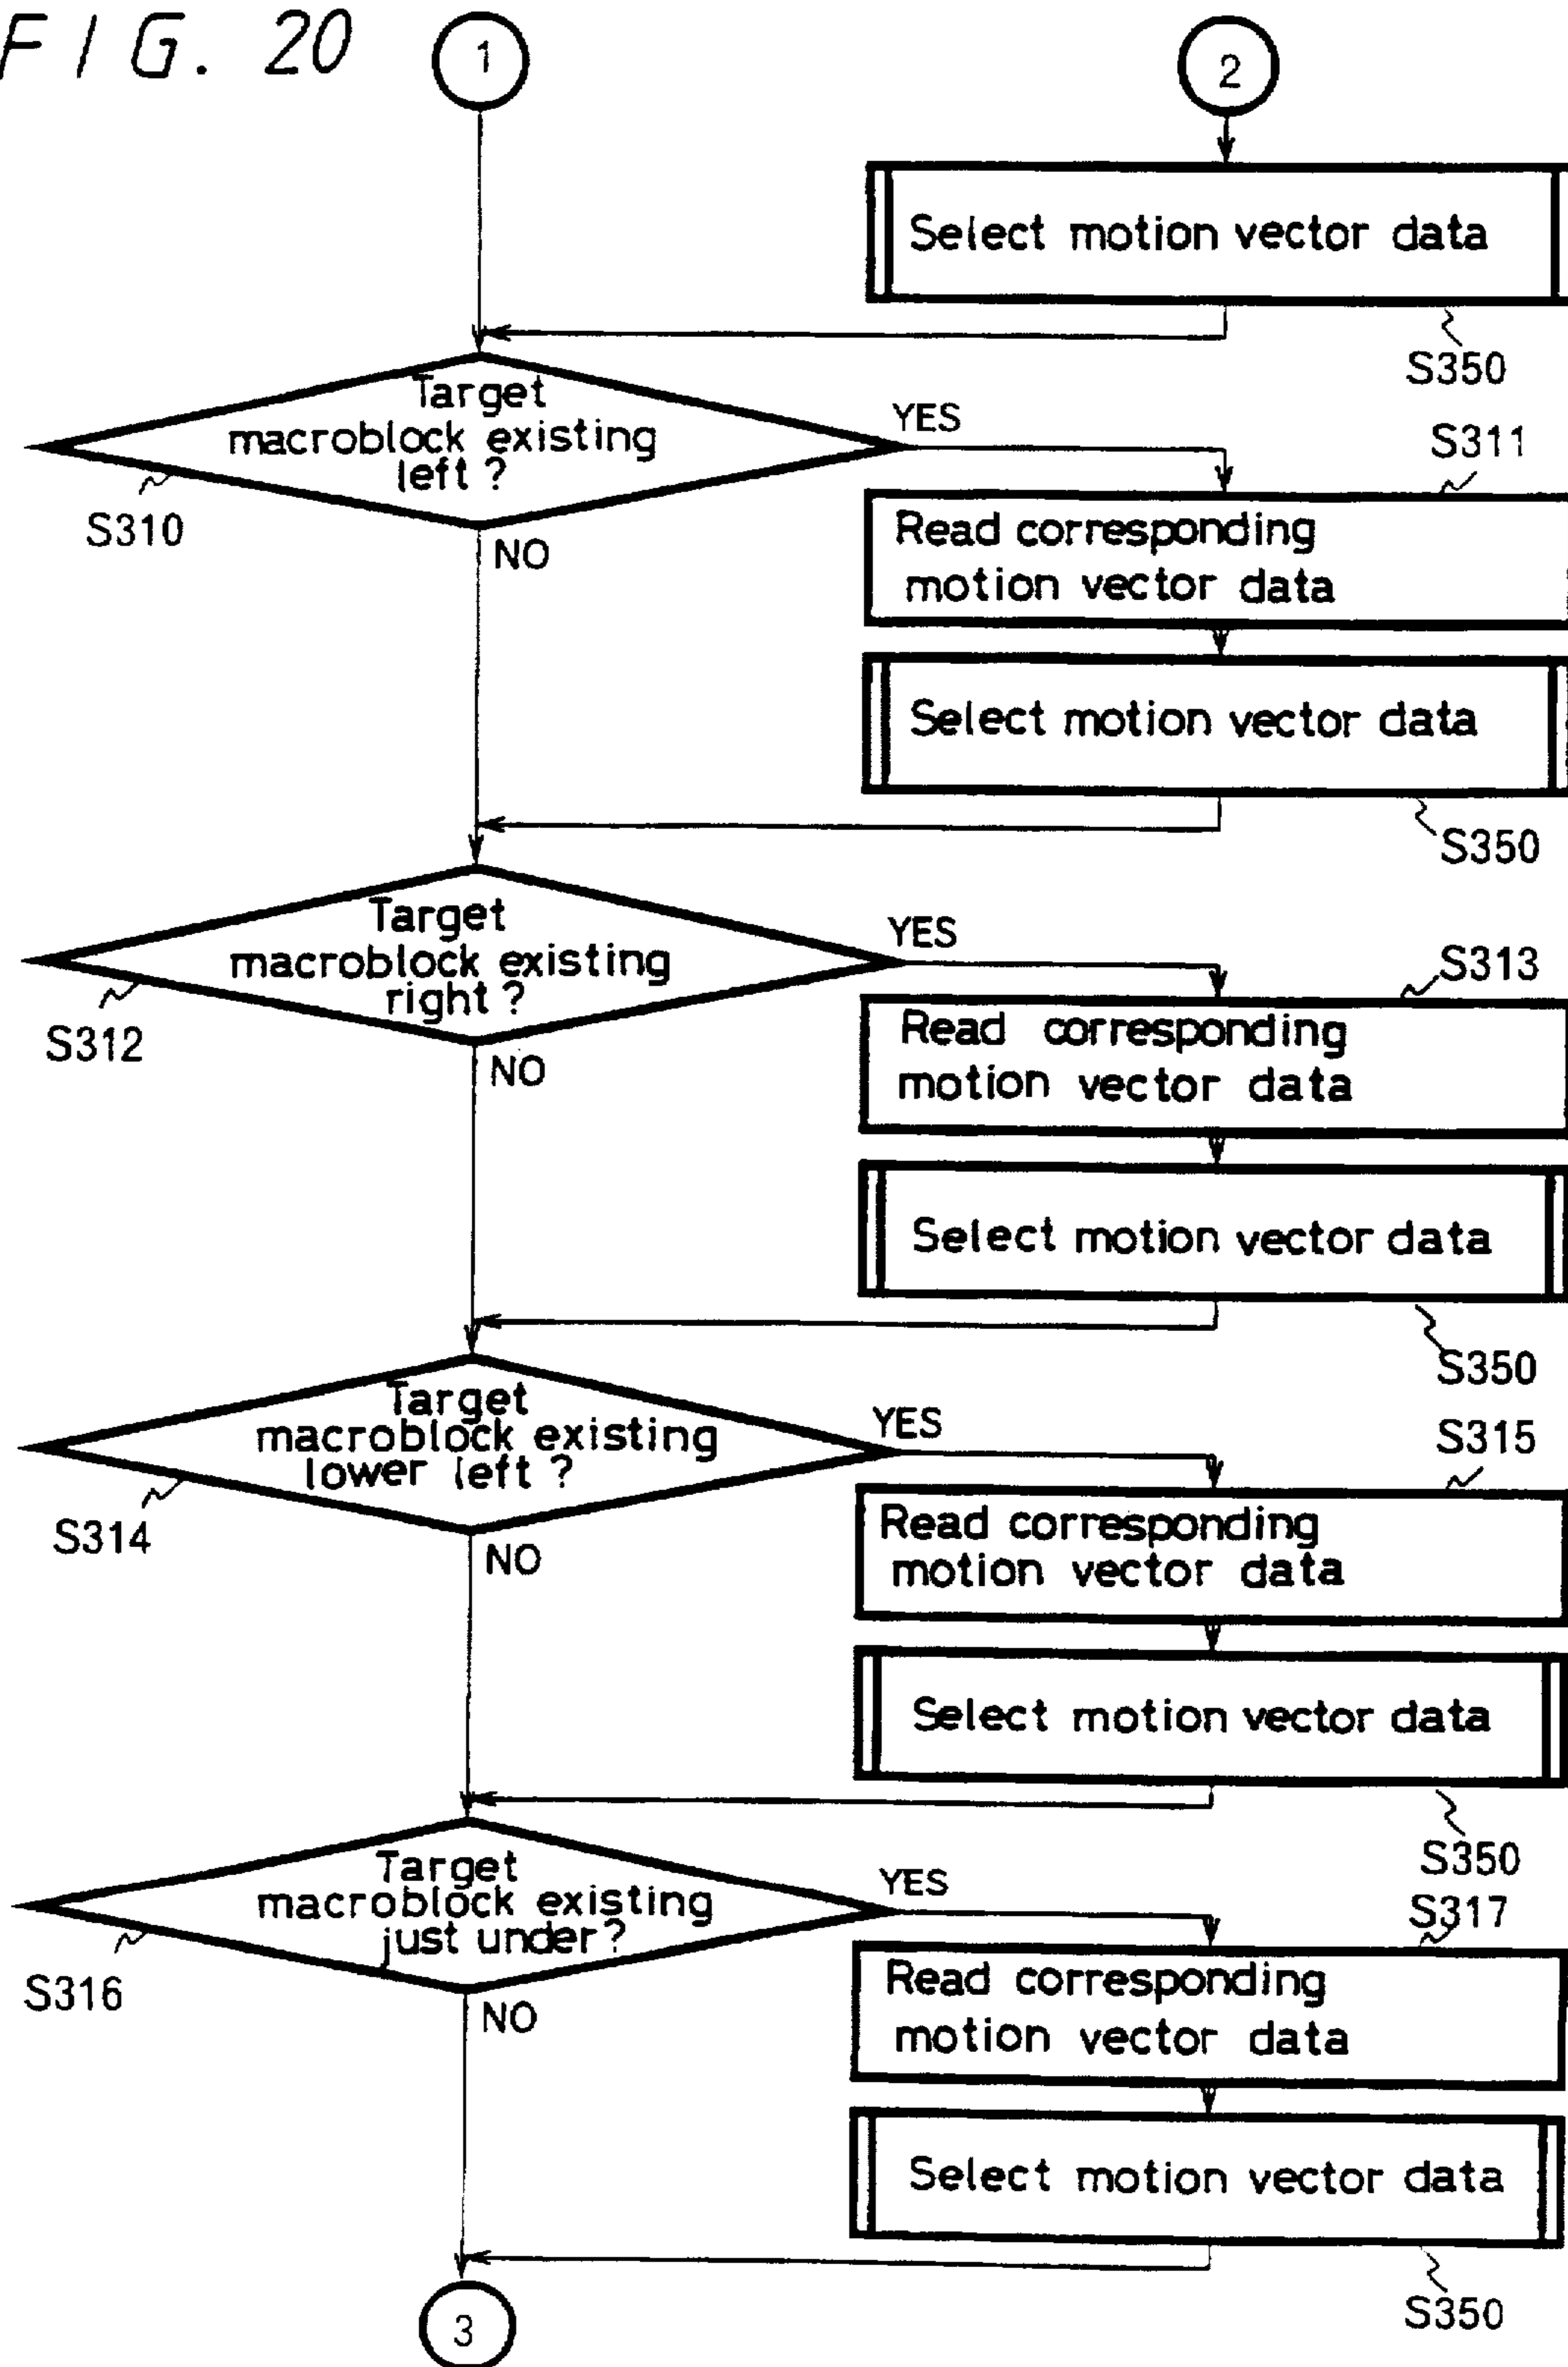 FIG. 20
1
2
Select motion vector data
S350
Target
macroblock existing
left ?
YES
S310
NO
S311
Read corresponding
motion vector data
Select motion vector data
S350
Target
macroblock existing
right ?
YES
S312
NO
S313
Read corresponding
motion vector data
Select motion vector data
S350
Target
macroblock existing
lower left ?
YES
S314
NO
S315
Read corresponding
motion vector data
Select motion vector data
S350
Target
macroblock existing
just under ?
YES
S316
NO
S317
Read corresponding
motion vector data
Select motion vector data
S350
3